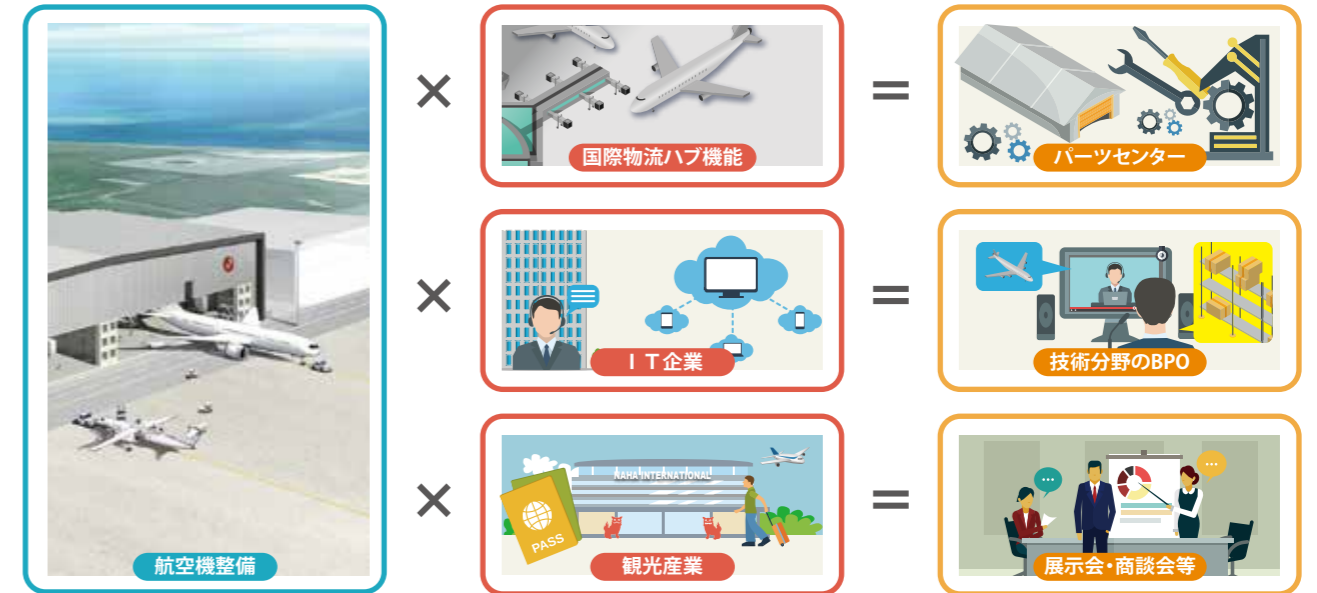 航空機整備
×
国際物流ハブ機能
=
パーツセンター
×
IT企業
=
技術分野のBPO
×
NAHA INTERNATIONAL
PASS
観光産業
=
展示会・商談会等